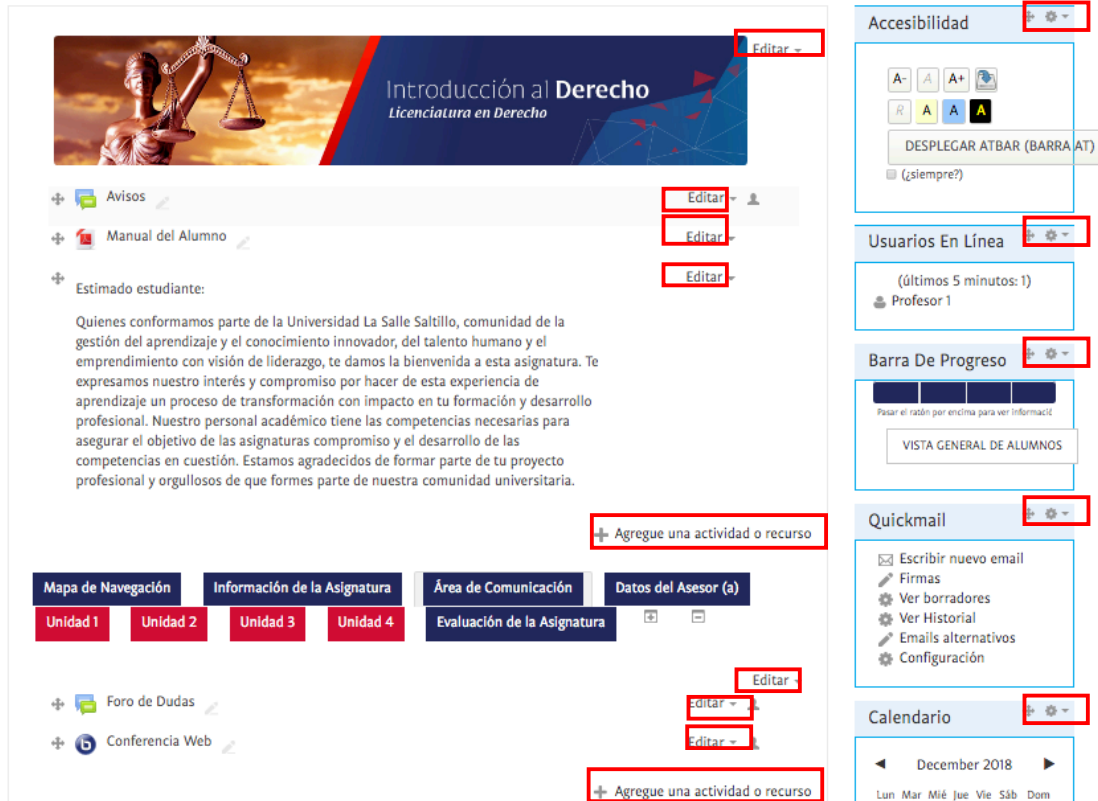 Editar
Introducción al Derecho
Licenciatura en Derecho
Avisos
Editar
Manual del Alumno
Editar
Editar
Estimado estudiante:
Quienes conformamos parte de la Universidad La Salle Saltillo, comunidad de la
gestión del aprendizaje y el conocimiento innovador, del talento humano y el
emprendimiento con visión de liderazgo, te damos la bienvenida a esta asignatura. Te
expresamos nuestro interés y compromiso por hacer de esta experiencia de
aprendizaje un proceso de transformación con impacto en tu formación y desarrollo
profesional. Nuestro personal académico tiene las competencias necesarias para
asegurar el objetivo de las asignaturas compromiso y el desarrollo de las
competencias en cuestión. Estamos agradecidos de formar parte de tu proyecto
profesional y orgullosos de que formes parte de nuestra comunidad universitaria.
Agregue una actividad o recurso
Mapa de Navegación Información de la Asignatura Área de Comunicación Datos del Asesor (a)
Unidad 1 Unidad 2 Unidad 3 Unidad 4 Evaluación de la Asignatura
Editar
Foro de Dudas
Editar
Conferencia Web
Editar
Agregue una actividad o recurso
Accesibilidad
A- A A+
R A A A
DESPLEGAR ATBAR (BARRA AT)
(¿siempre?)
Usuarios En Línea
(últimos 5 minutos: 1)
Profesor 1
Barra De Progreso
Pasar el ratón por encima para ver informació
VISTA GENERAL DE ALUMNOS
Quickmail
Escribir nuevo email
Firmas
Ver borradores
Ver Historial
Emails alternativos
Configuración
Calendario
December 2018
Lun Mar Mié Jue Vie Sáb Dom